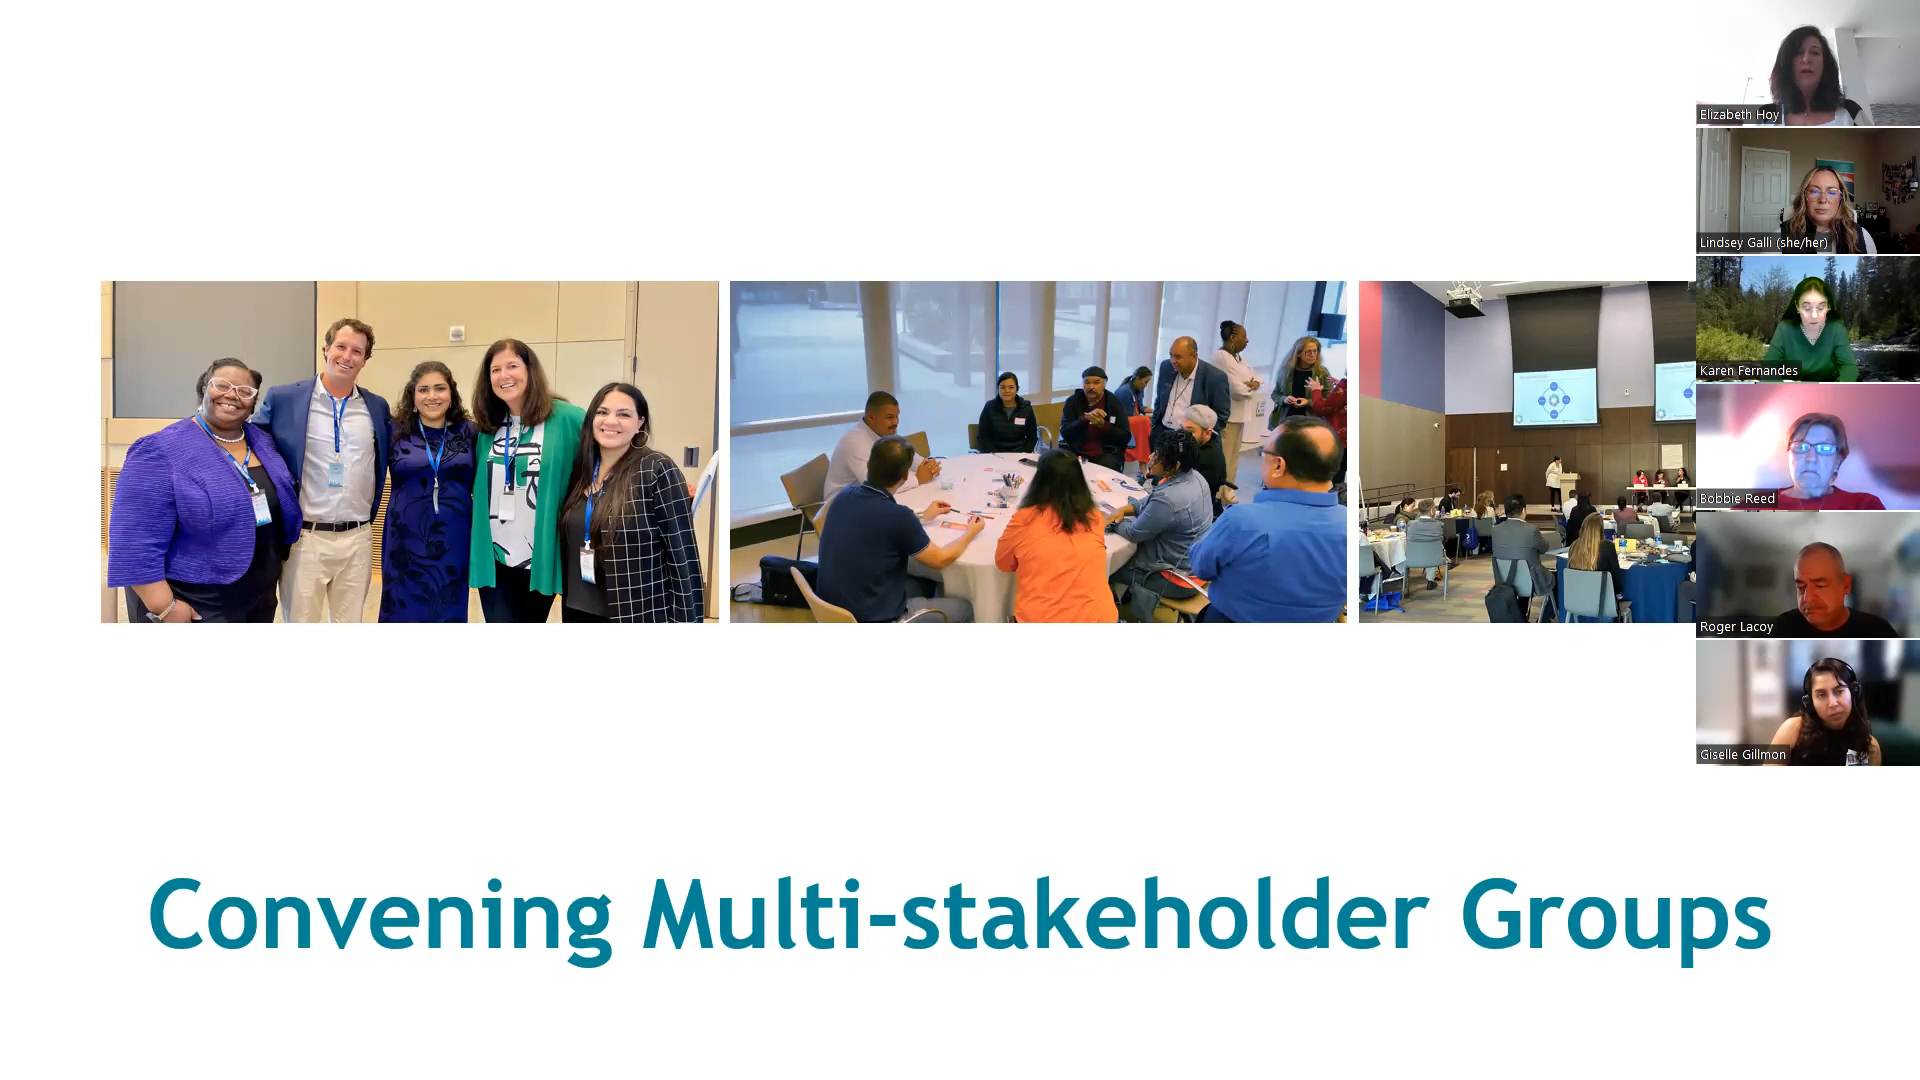 Elizabeth Hoy
Lindsey Galli (she/her)
Karen Fernandes
Bobbie Reed
Roger Lacoy
Giselle Gillmon
Convening Multi-stakeholder Groups